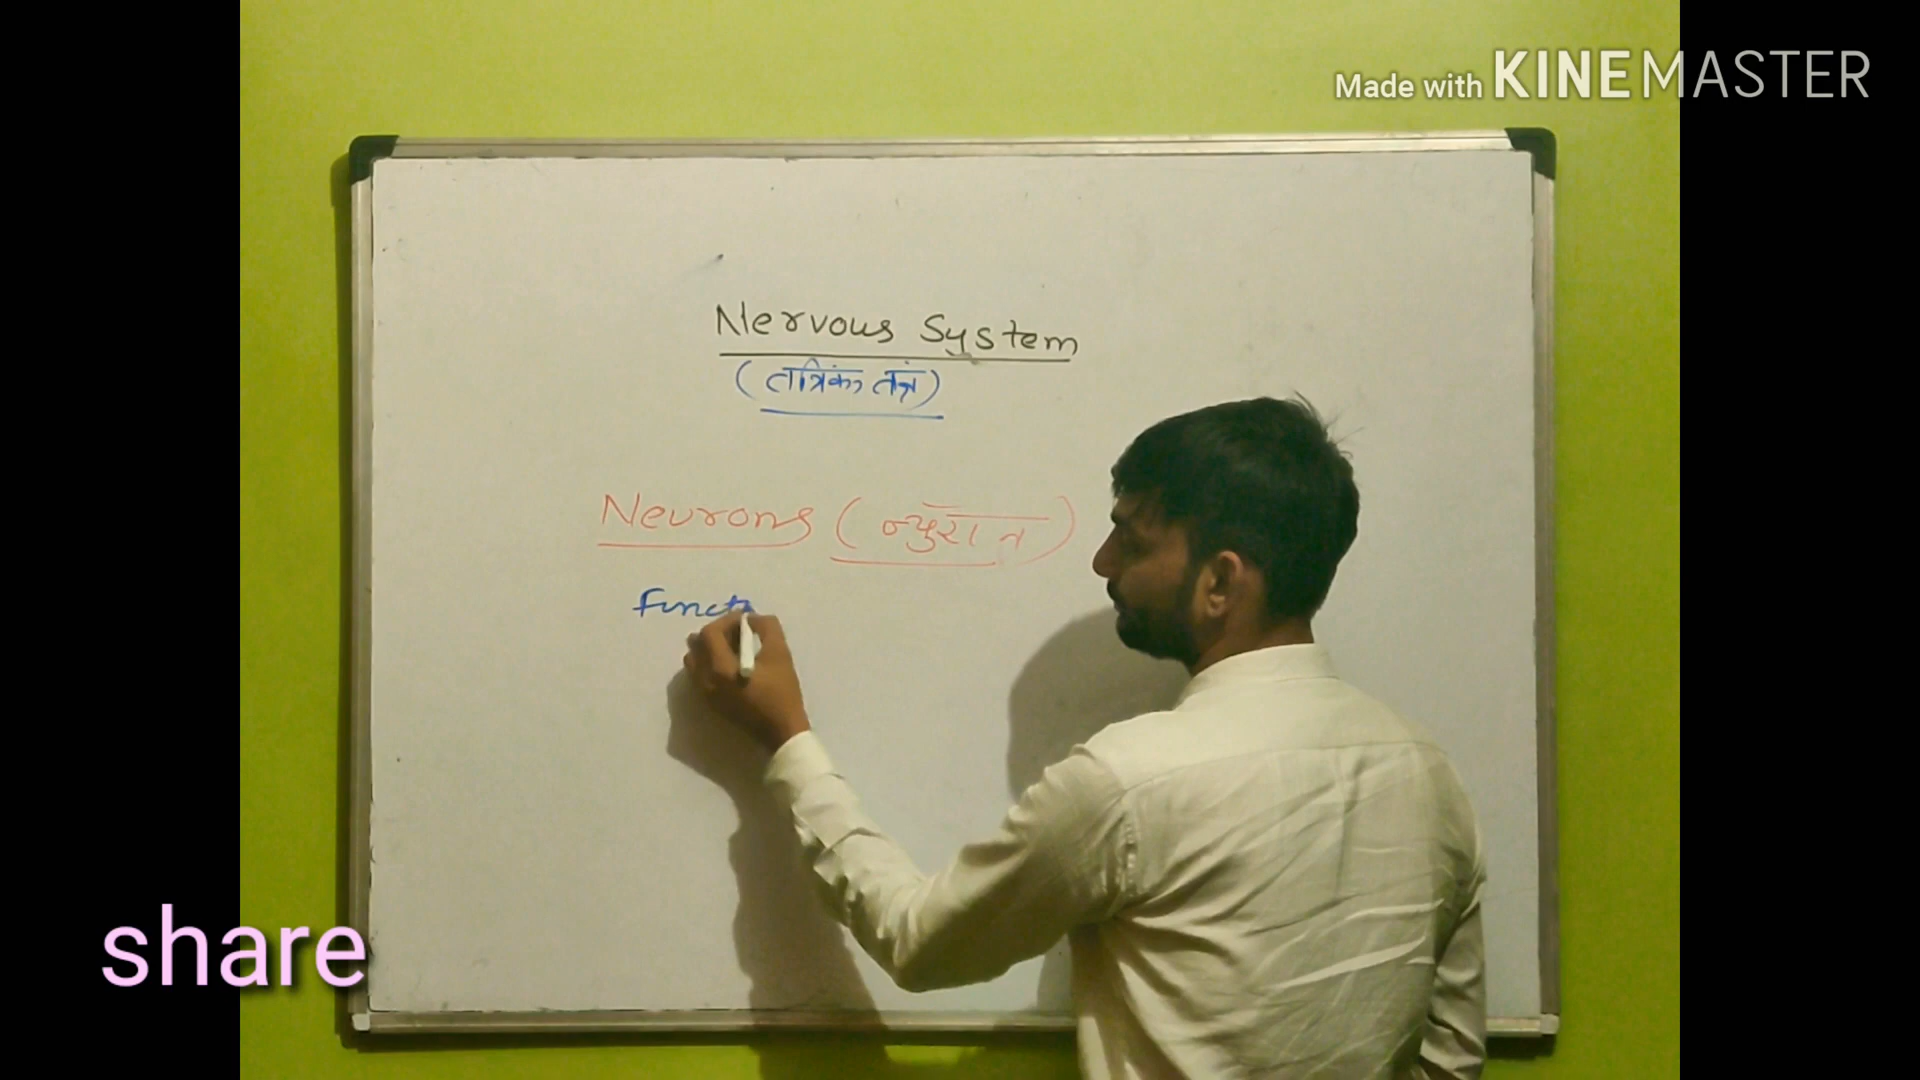 Made with KINEMASTER
Nervous System
(तंत्रिका तंत्र)
Neurons (न्यूरॉन)
funct
share